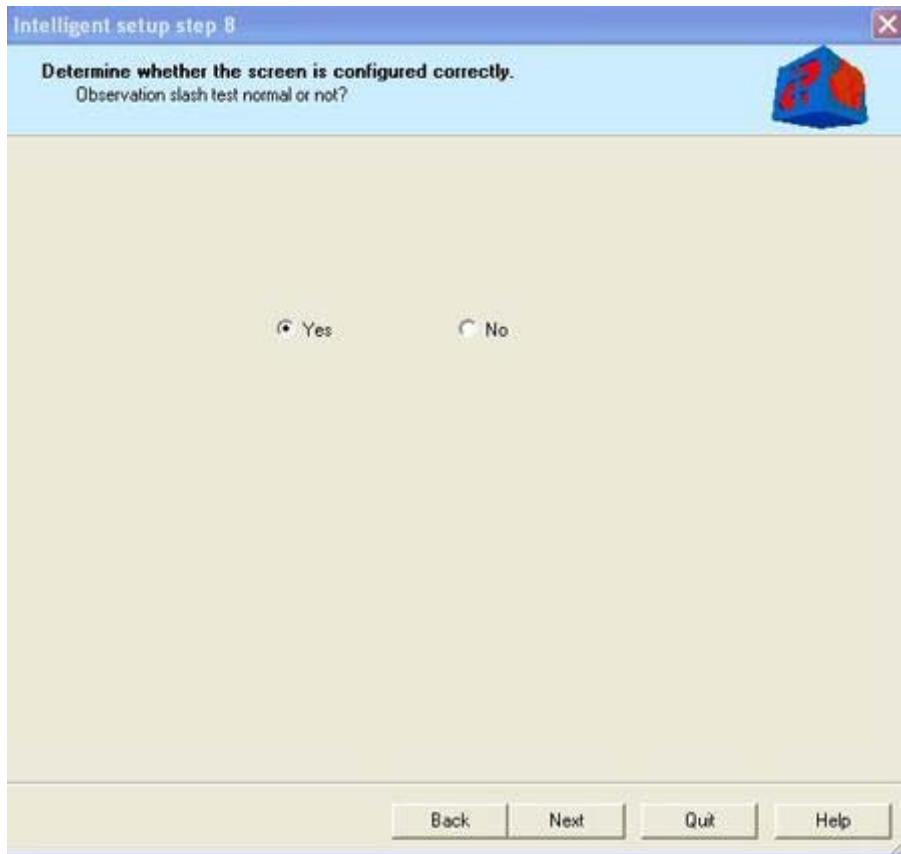 Intelligent setup step 8
Determine whether the screen is configured correctly.
Observation slash test normal or not?
Yes No
Back Next Quit Help